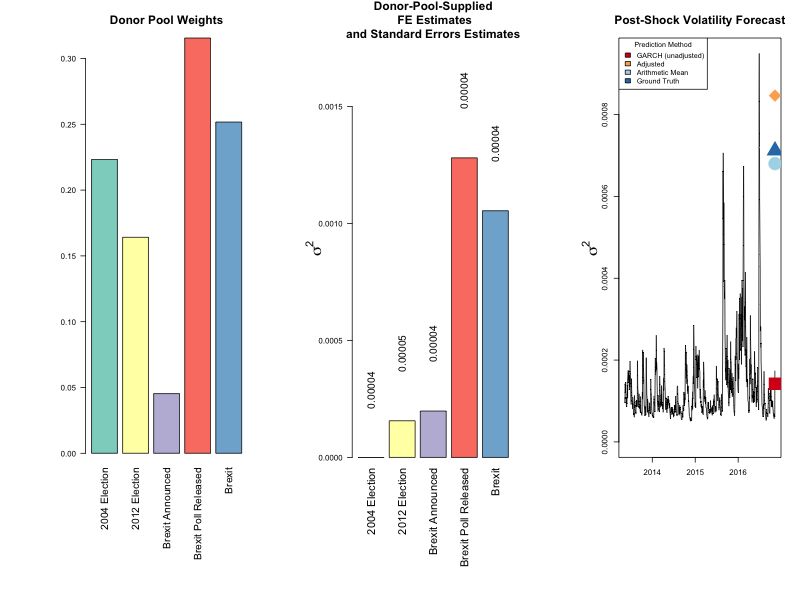 Donor Pool Weights
0.30
0.25
0.20
0.15
0.10
0.05
0.00
2004 Election
2012 Election
Brexit Announced
Brexit Poll Released
Brexit
Donor-Pool-Supplied
FE Estimates
and Standard Errors Estimates
σ2
0.0015
0.0010
0.0005
0.0000
0.00004
0.00005
0.00004
0.00004
0.00004
2004 Election
2012 Election
Brexit Announced
Brexit Poll Released
Brexit
Post-Shock Volatility Forecast
Prediction Method
GARCH (unadjusted)
Adjusted
Arithmetic Mean
Ground Truth
σ2
0.0008
0.0006
0.0004
0.0002
0.0000
2014
2015
2016